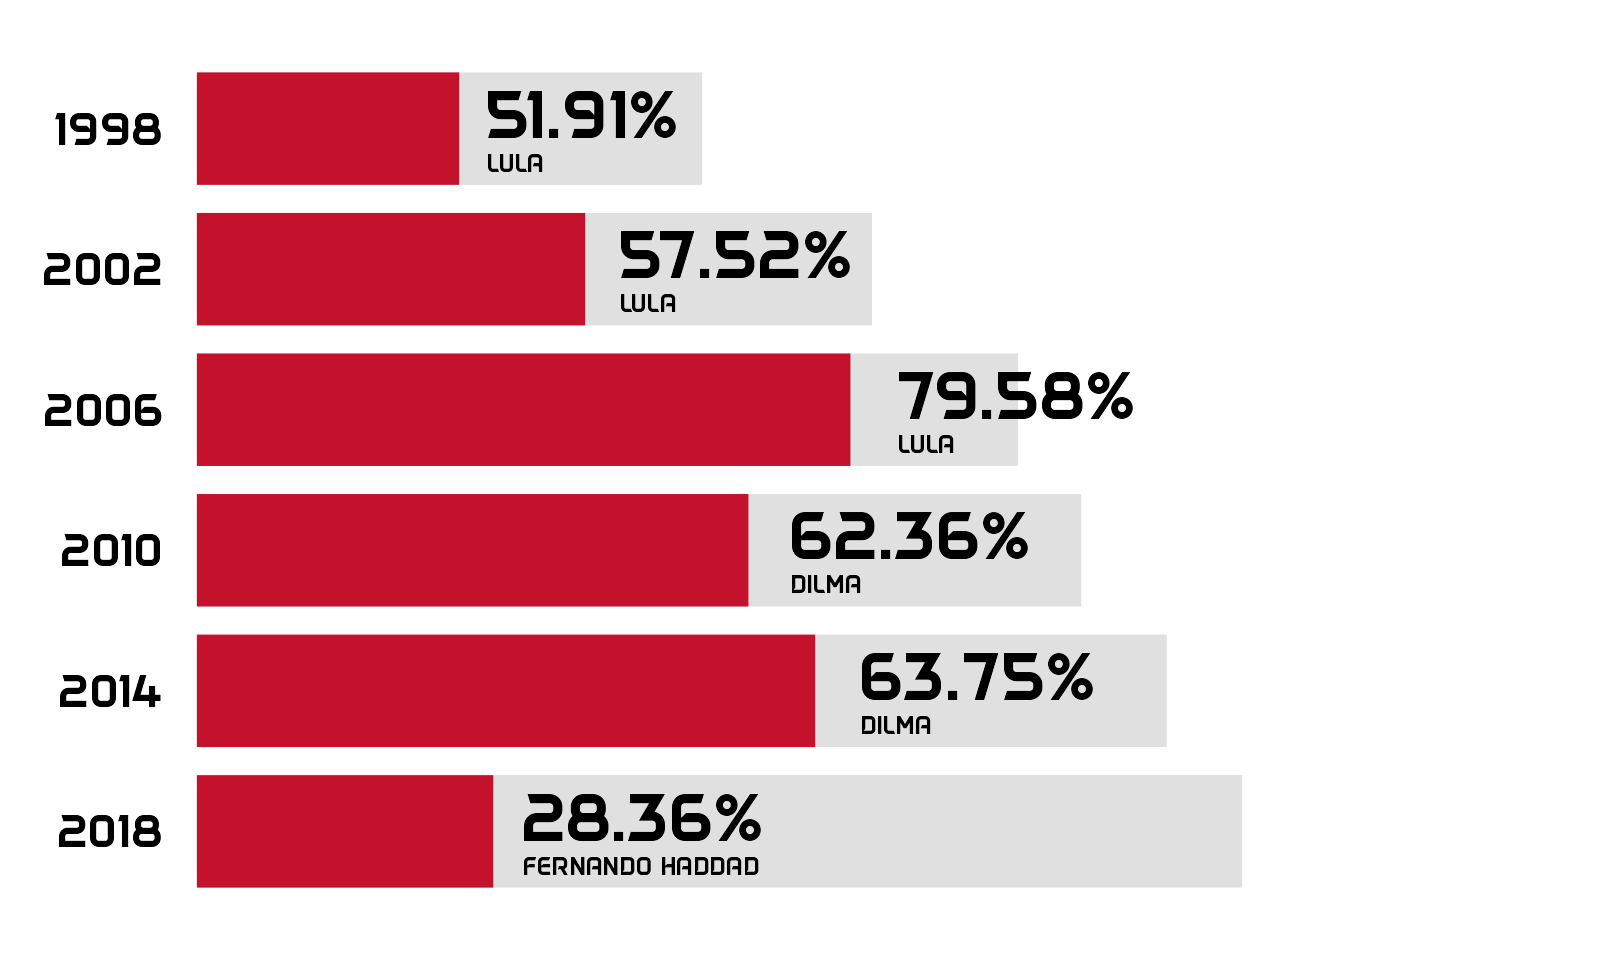 1998
51.91%
LULA
2002
57.52%
LULA
2006
79.58%
LULA
2010
62.36%
DILMA
2014
63.75%
DILMA
2018
28.36%
FERNANDO HADDAD